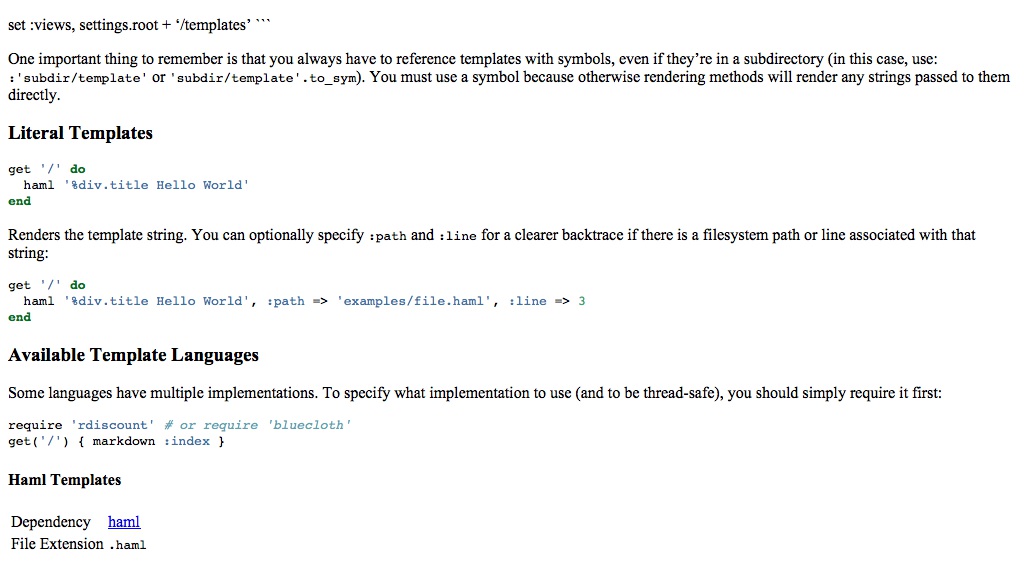 set :views, settings.root + ‘/templates’ ```
One important thing to remember is that you always have to reference templates with symbols, even if they’re in a subdirectory (in this case, use:
:'subdir/template' or 'subdir/template'.to_sym). You must use a symbol because otherwise rendering methods will render any strings passed to them
directly.
Literal Templates
get '/' do
  haml '%div.title Hello World'
end
Renders the template string. You can optionally specify :path and :line for a clearer backtrace if there is a filesystem path or line associated with that
string:
get '/' do
  haml '%div.title Hello World', :path => 'examples/file.haml', :line => 3
end
Available Template Languages
Some languages have multiple implementations. To specify what implementation to use (and to be thread-safe), you should simply require it first:
require 'rdiscount' # or require 'bluecloth'
get('/') { markdown :index }
Haml Templates
Dependency haml
File Extension .haml